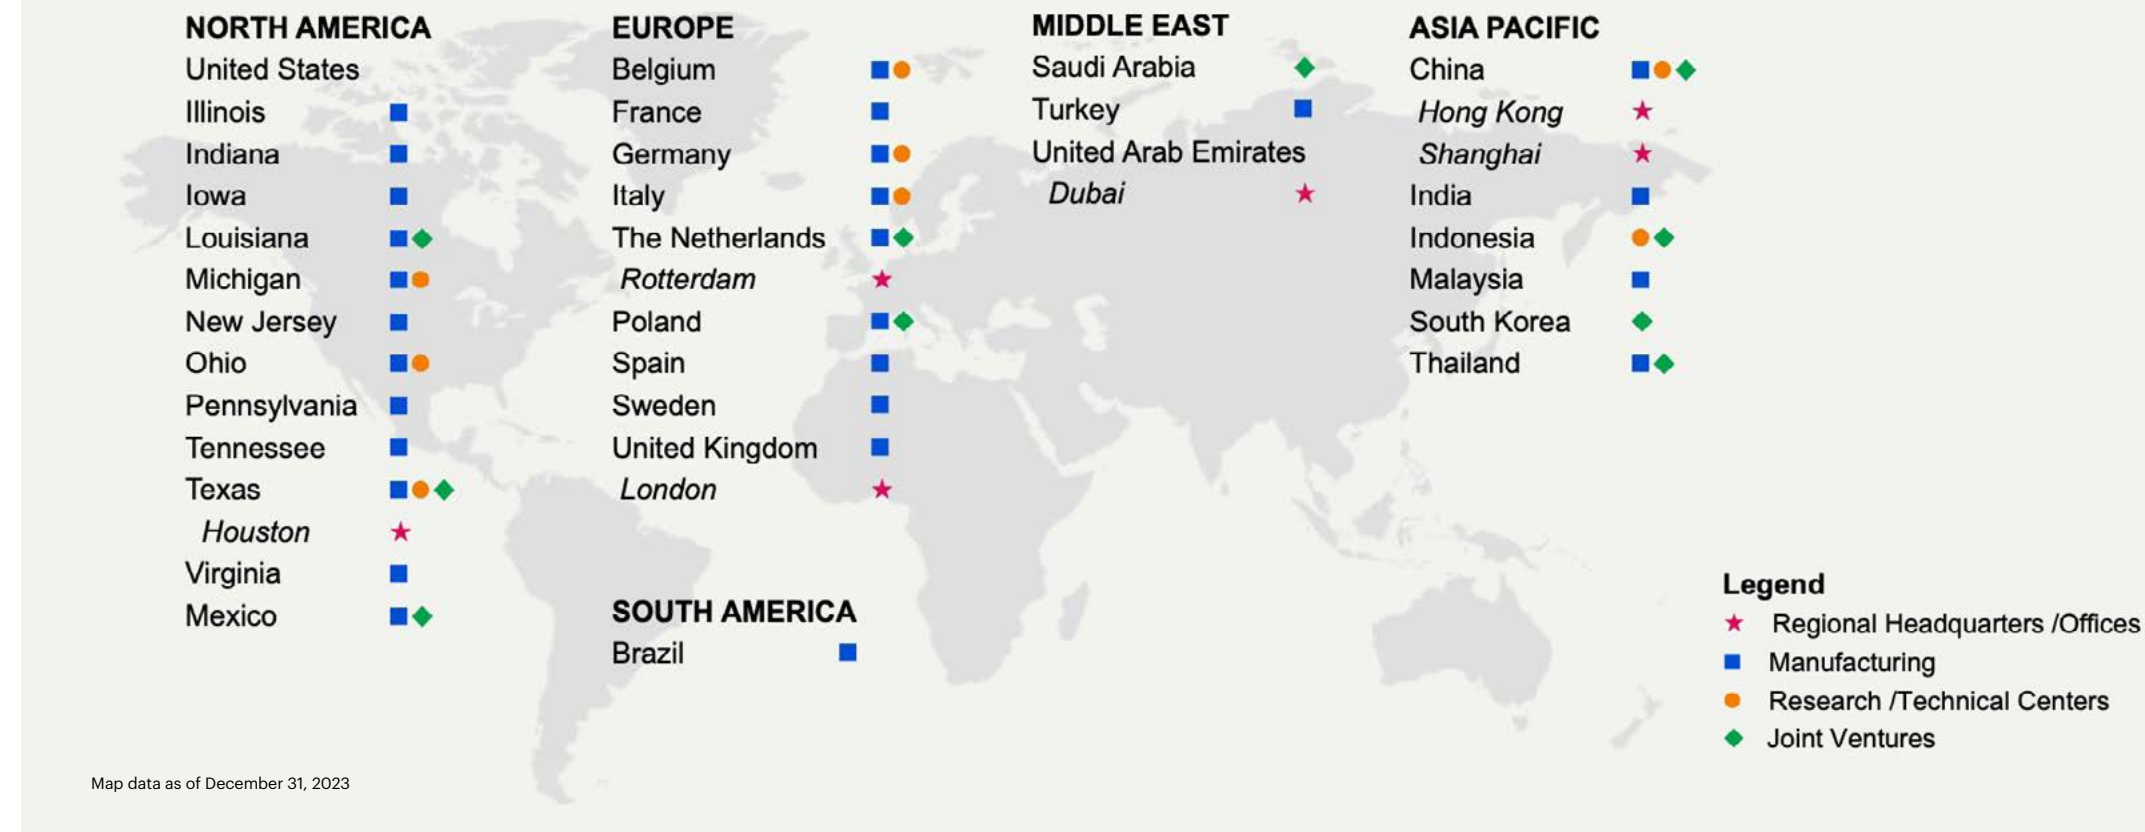 NORTH AMERICA
United States
Illinois
Indiana
Iowa
Louisiana
Michigan
New Jersey
Ohio
Pennsylvania
Tennessee
Texas
Houston
Virginia
Mexico
EUROPE
Belgium
France
Germany
Italy
The Netherlands
Rotterdam
Poland
Spain
Sweden
United Kingdom
London
SOUTH AMERICA
Brazil
MIDDLE EAST
Saudi Arabia
Turkey
United Arab Emirates
Dubai
ASIA PACIFIC
China
Hong Kong
Shanghai
India
Indonesia
Malaysia
South Korea
Thailand
Legend
Regional Headquarters /Offices
Manufacturing
Research /Technical Centers
Joint Ventures
Map data as of December 31, 2023